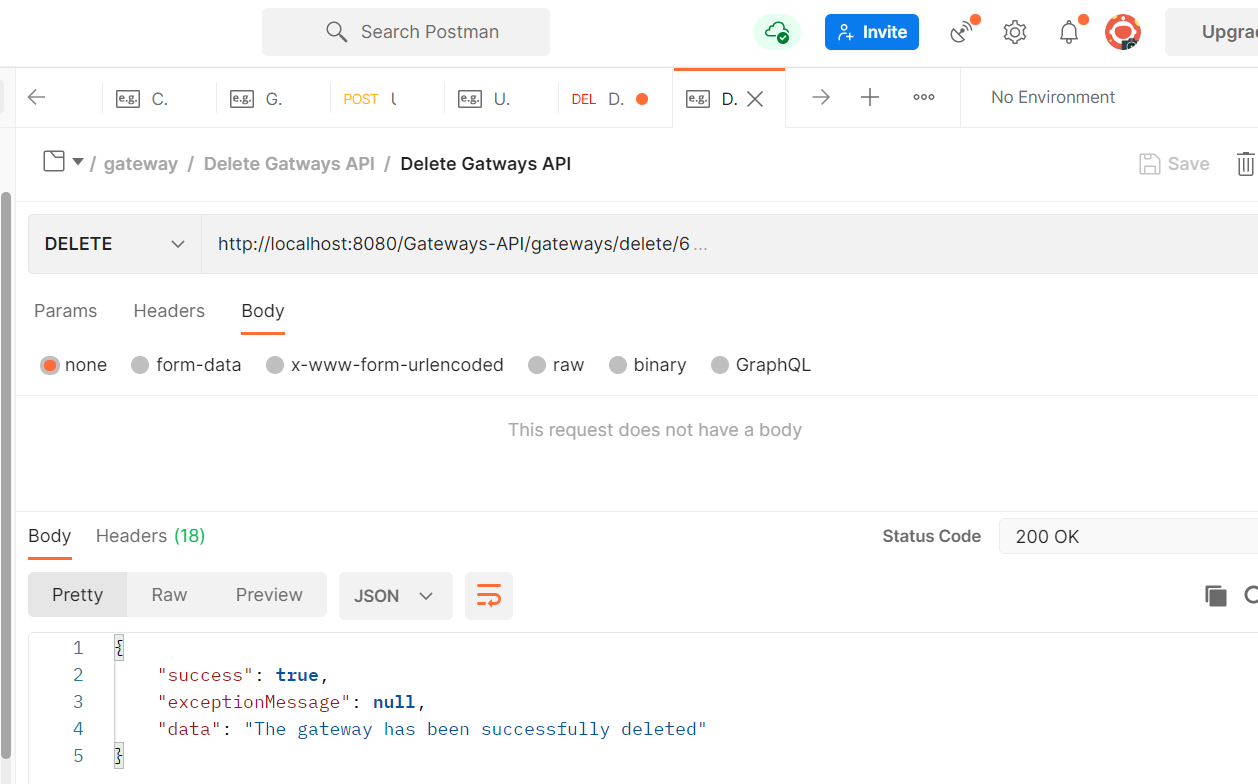 Search Postman
Invite
Upgra
e.g. C.
e.g. G.
POST
e.g. U.
DEL D.
e.g. D.
No Environment
/ gateway / Delete Gatways API / Delete Gatways API
Save
DELETE
http://localhost:8080/Gateways-API/gateways/delete/6 ...
Params Headers Body
none form-data x-www-form-urlencoded raw binary GraphQL
This request does not have a body
Body Headers (18)
Status Code 200 OK
Pretty Raw Preview JSON
1 {
2 "success": true,
3 "exceptionMessage": null,
4 "data": "The gateway has been successfully deleted"
5 }